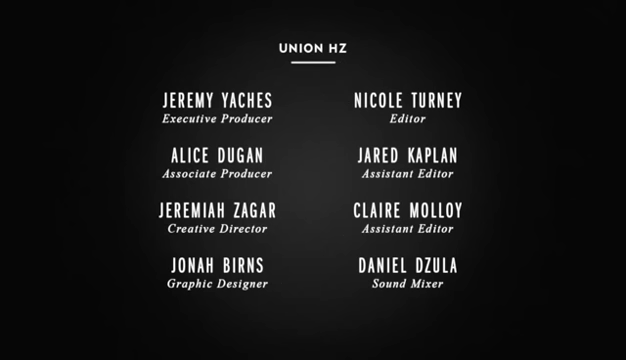 UNION HZ
JEREMY YACHES
Executive Producer
ALICE DUGAN
Associate Producer
JEREMIAH ZAGAR
Creative Director
JONAH BIRNS
Graphic Designer
NICOLE TURNEY
Editor
JARED KAPLAN
Assistant Editor
CLAIRE MOLLOY
Assistant Editor
DANIEL DZULA
Sound Mixer